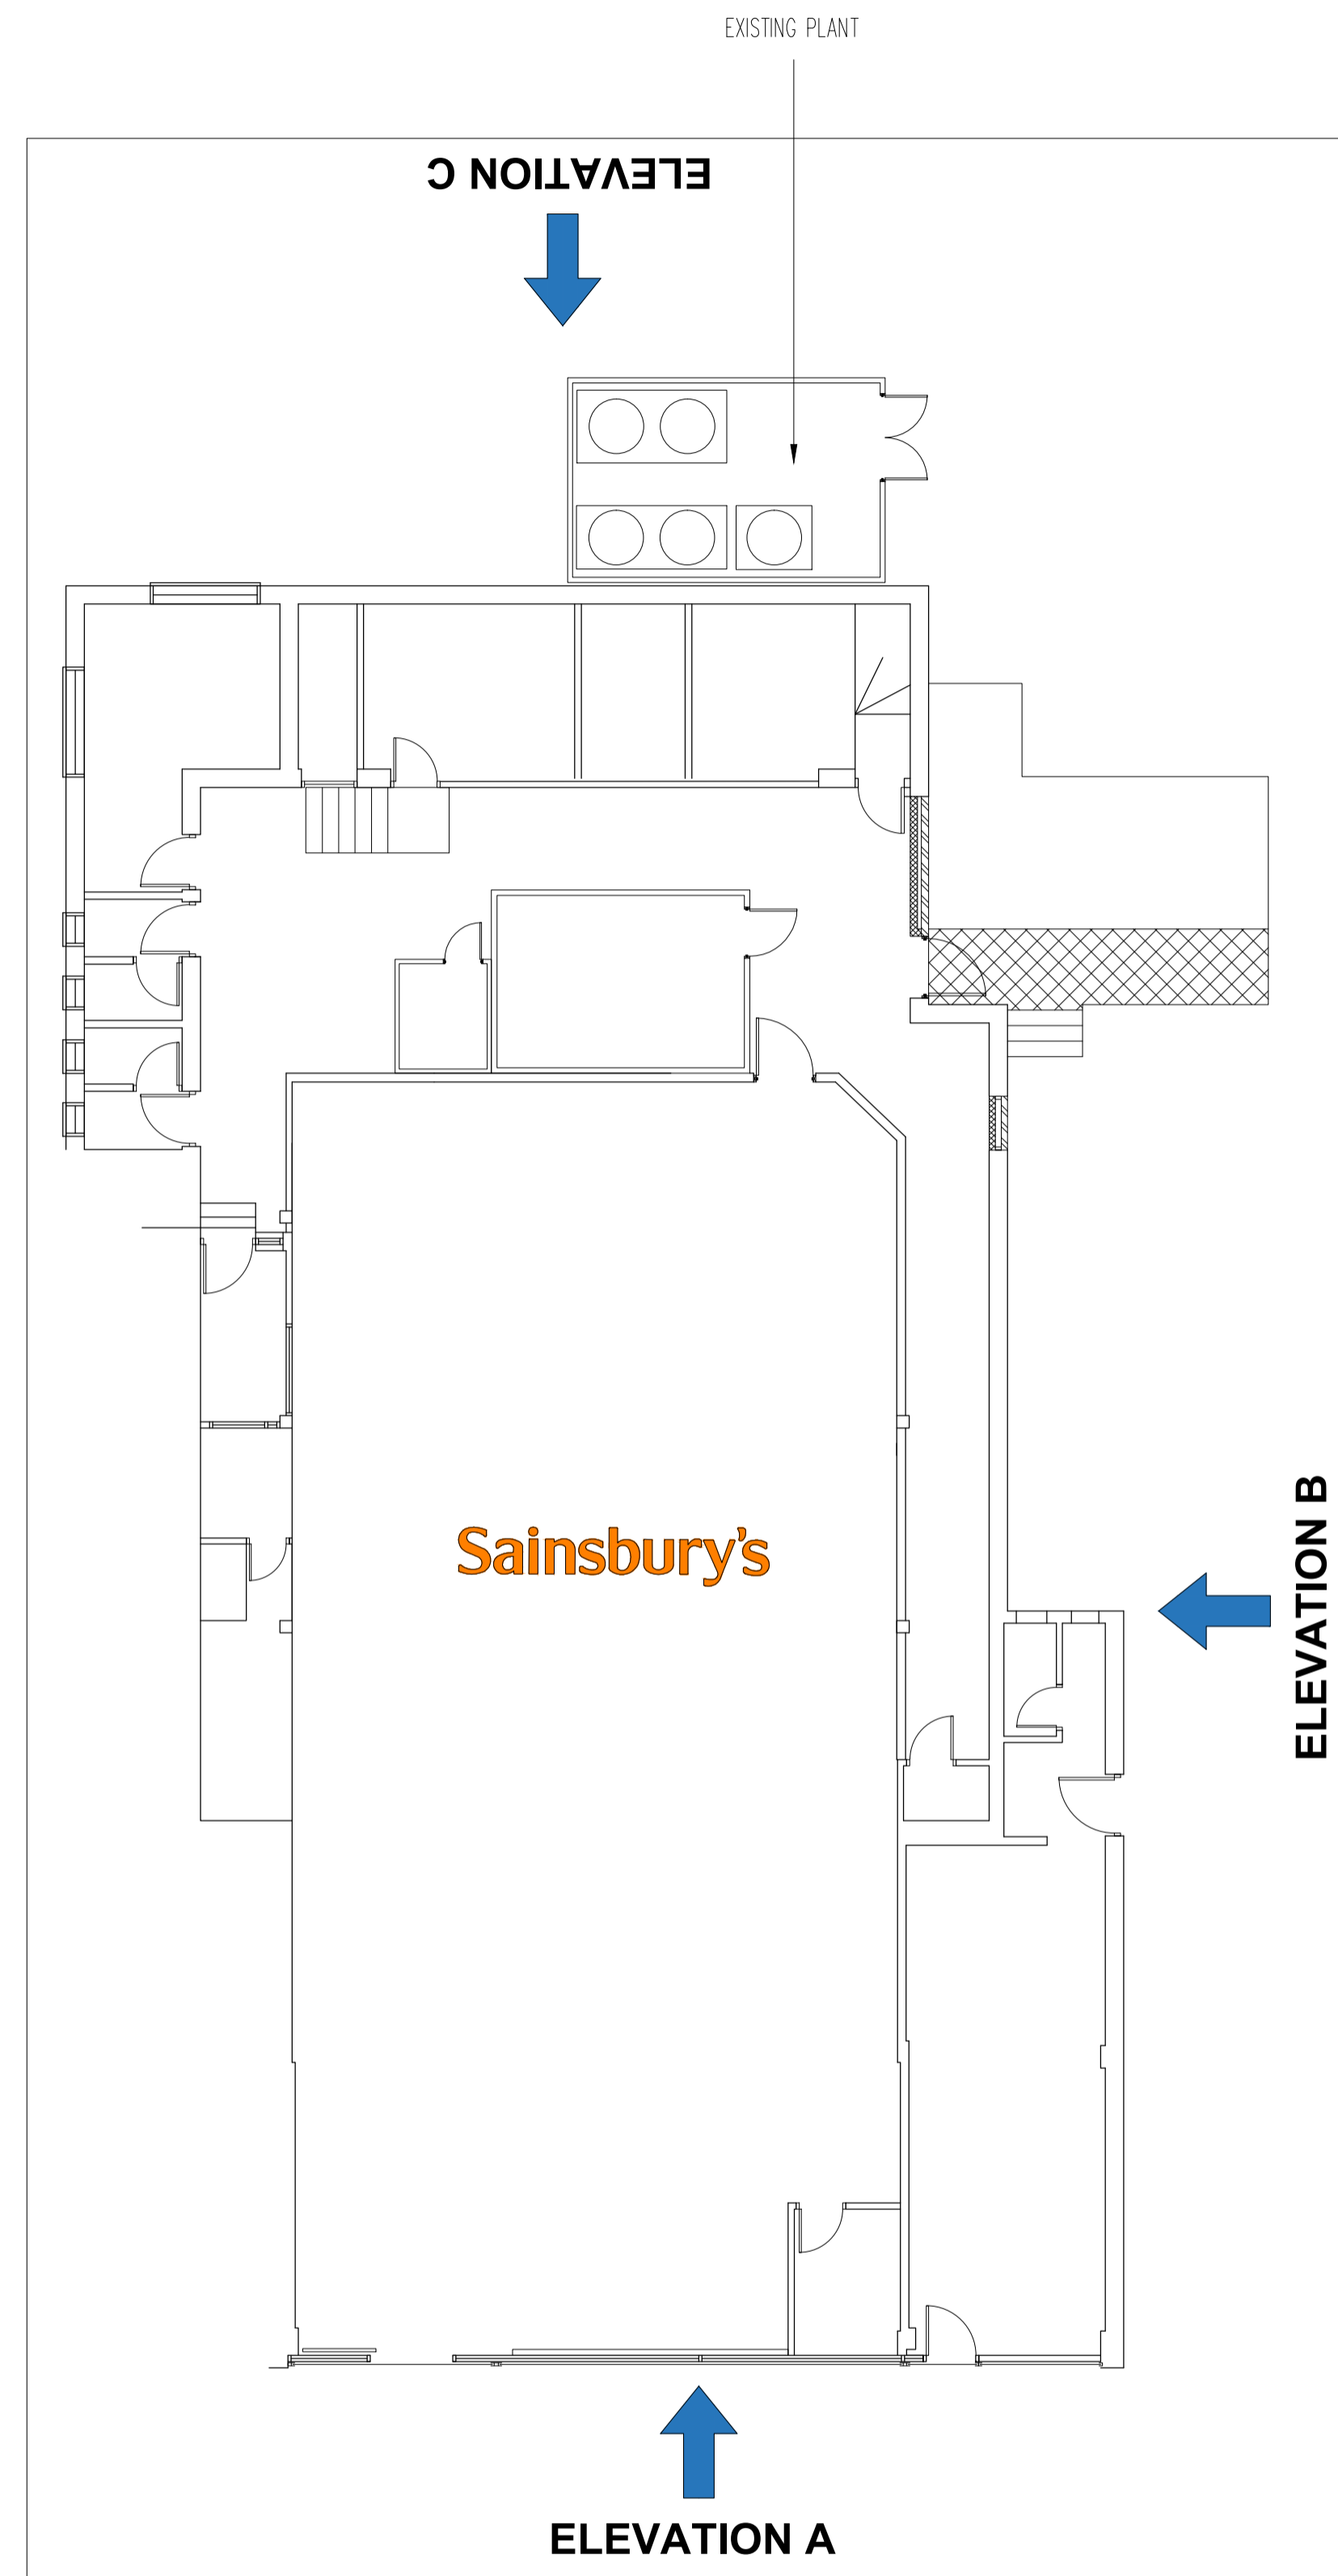 EXISTING PLANT
ELEVATION C
Sainsbury's
ELEVATION B
ELEVATION A